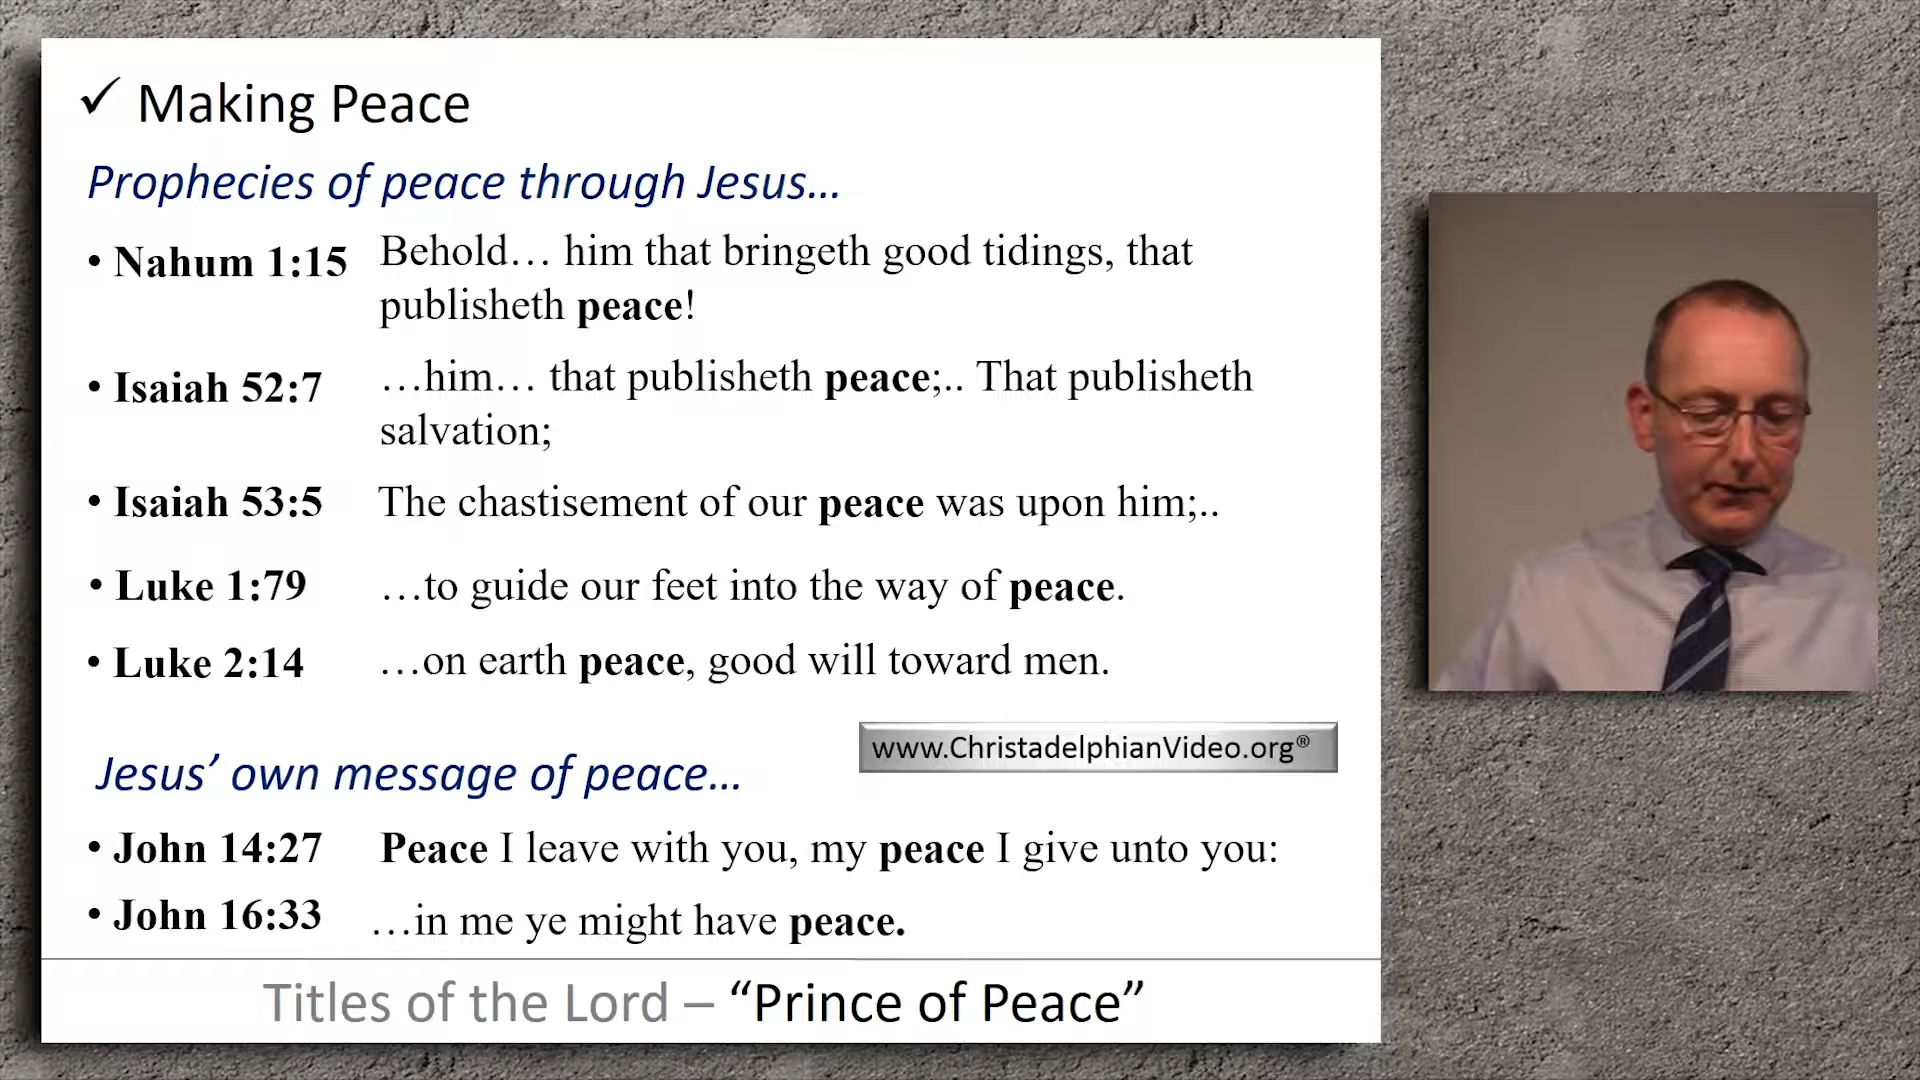 ✓ Making Peace
Prophecies of peace through Jesus…
• Nahum 1:15 Behold… him that bringeth good tidings, that
publisheth peace!
• Isaiah 52:7 …him… that publisheth peace;.. That publisheth
salvation;
• Isaiah 53:5 The chastisement of our peace was upon him;..
• Luke 1:79 …to guide our feet into the way of peace.
• Luke 2:14 …on earth peace, good will toward men.
www.ChristadelphianVideo.org®
Jesus’ own message of peace…
• John 14:27 Peace I leave with you, my peace I give unto you:
• John 16:33 …in me ye might have peace.
Titles of the Lord – “Prince of Peace”